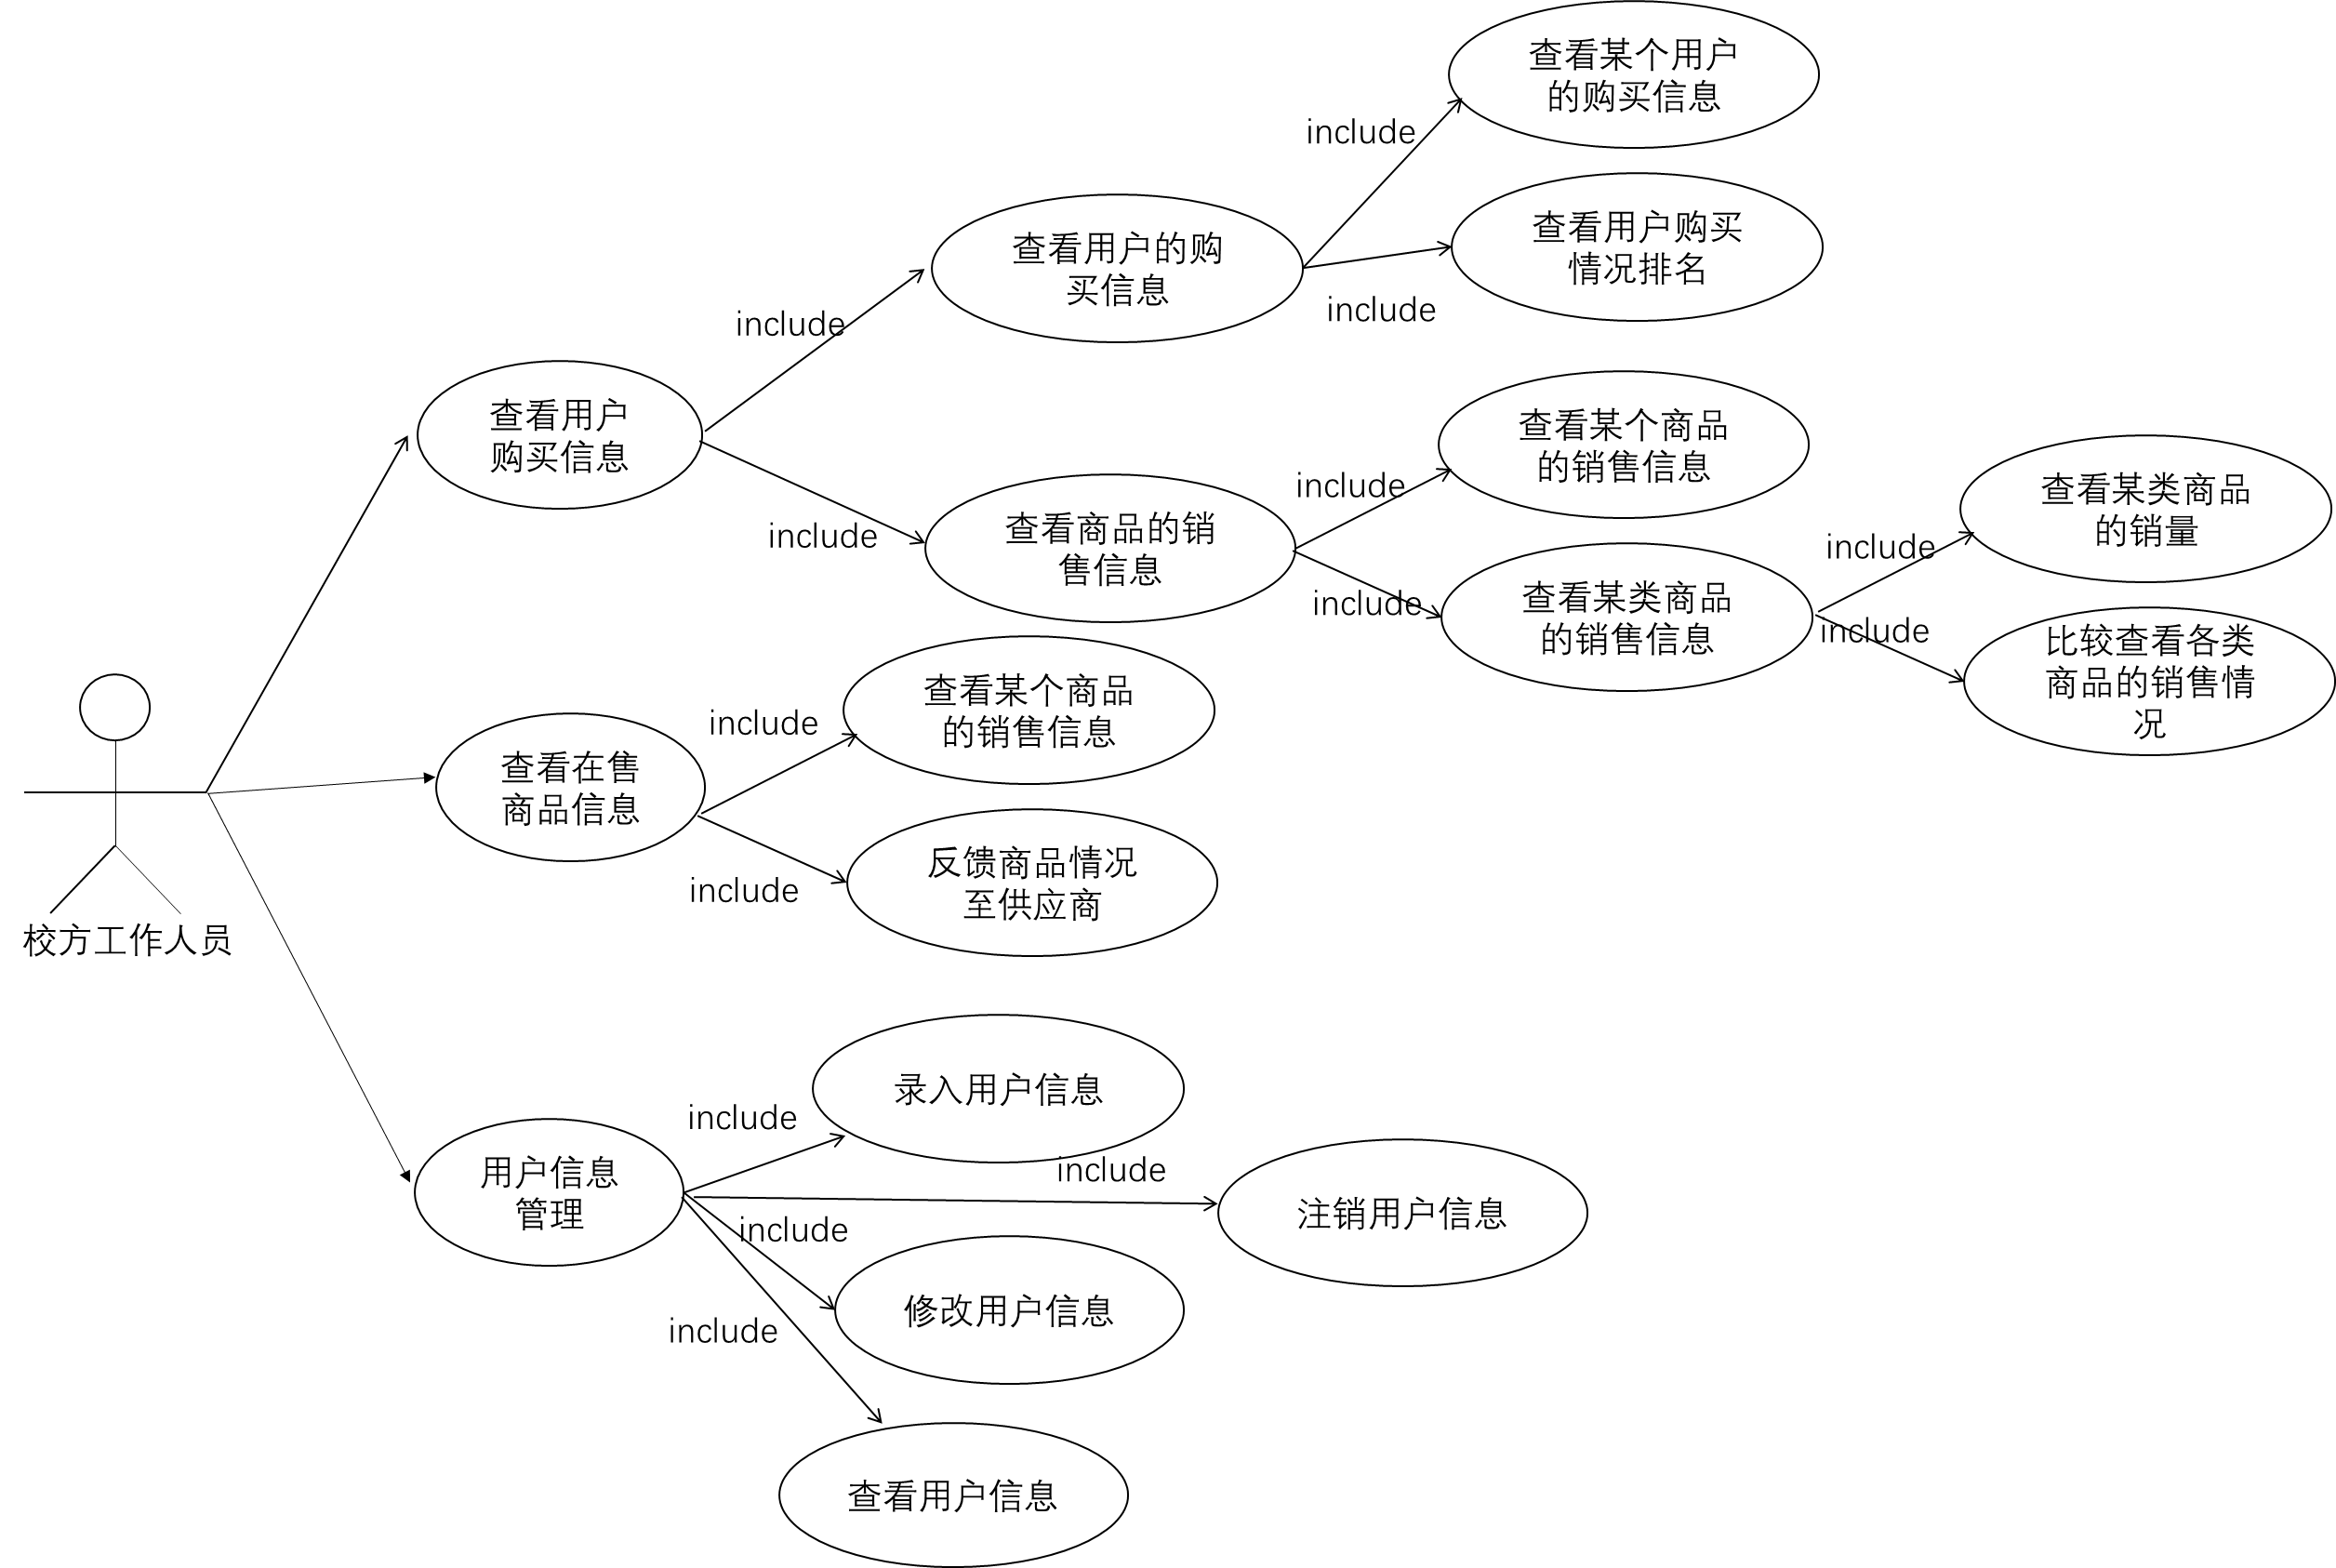 查看某个用户
的购买信息
include
查看用户购买
情况排名
include
查看用户的购
买信息
include
查看用户
购买信息
include
查看商品的销
售信息
include
查看某个商品
的销售信息
include
查看某类商品
的销售信息
include
查看某类商品
的销量
include
比较查看各类
商品的销售情
况
查看某个商品
的销售信息
include
查看在售
商品信息
include
反馈商品情况
至供应商
校方工作人员
录入用户信息
include
include
用户信息
管理
注销用户信息
include
修改用户信息
include
查看用户信息